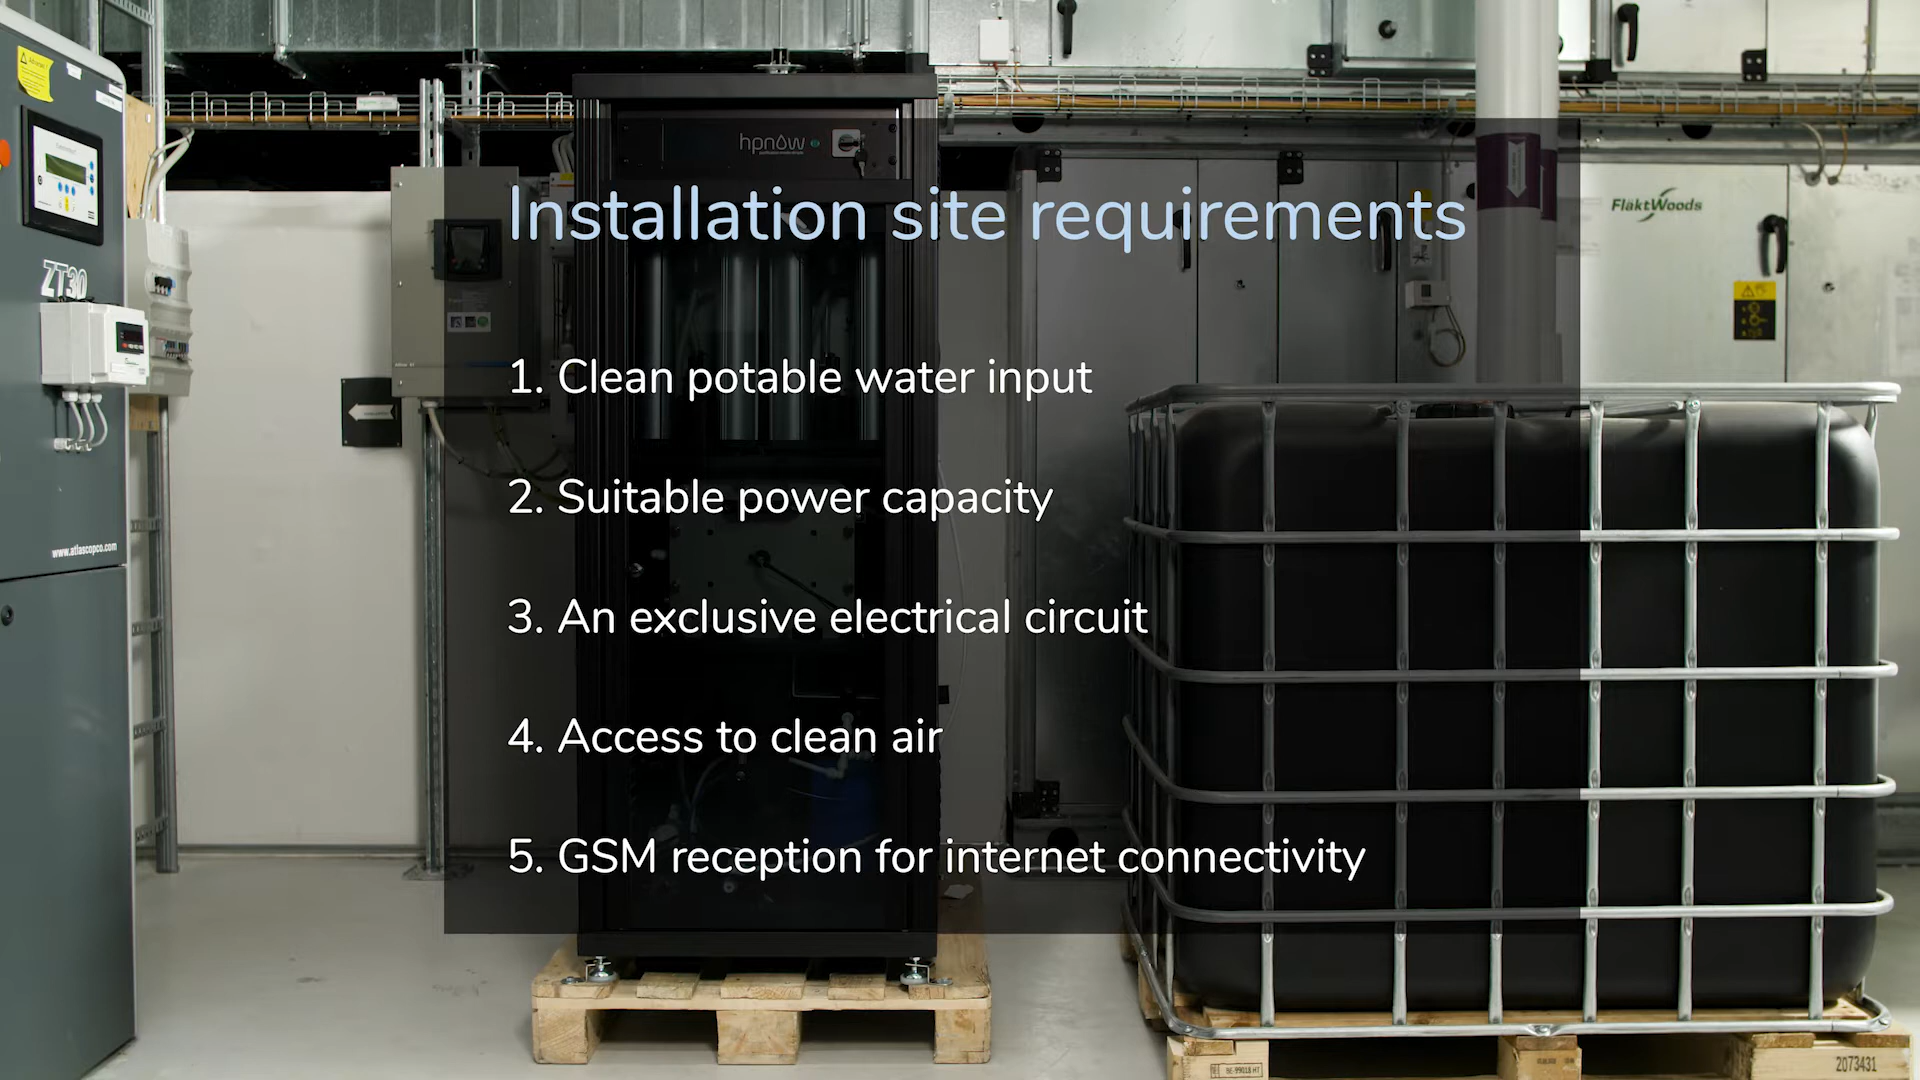 hpnow
Installation site requirements
FläktWoods
ZT30
1. Clean potable water input
2. Suitable power capacity
www.atlascopco.com
3. An exclusive electrical circuit
4. Access to clean air
5. GSM reception for internet connectivity
2073431